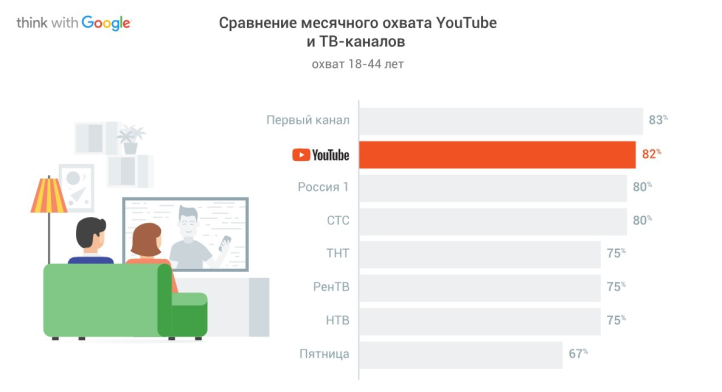 think with Google
Сравнение месячного охвата YouTube
и ТВ-каналов
охват 18-44 лет
Первый канал 83%
YouTube 82%
Россия 1 80%
СТС 80%
ТНТ 75%
РенТВ 75%
НТВ 75%
Пятница 67%